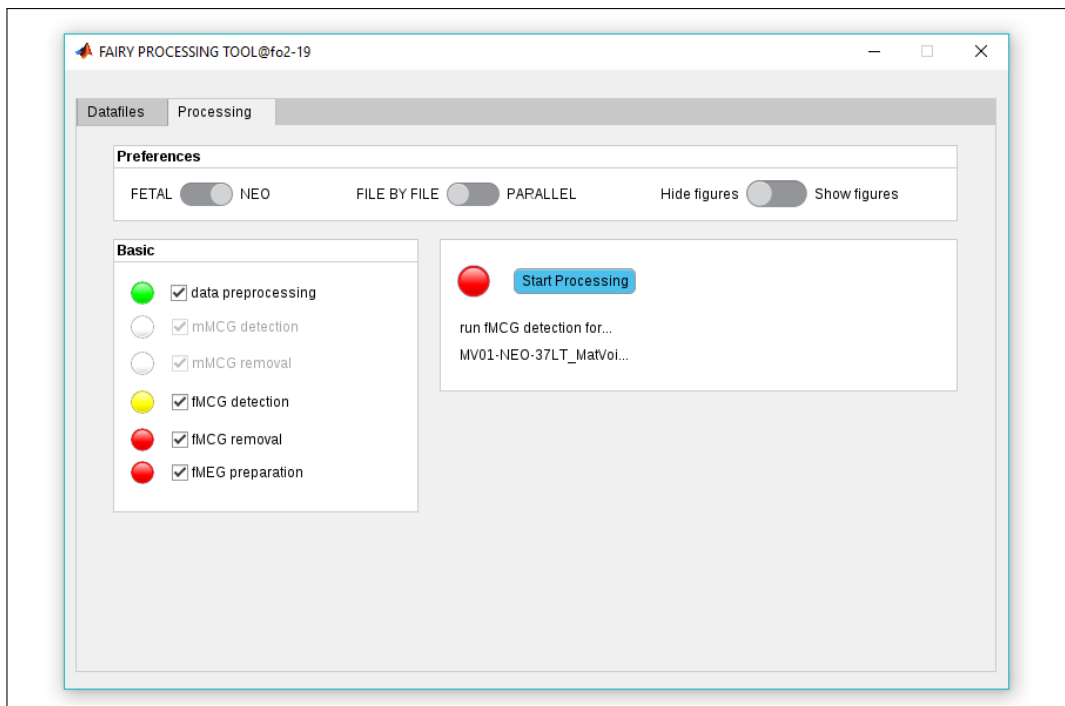 FAIRY PROCESSING TOOL@fo2-19
Datafiles
Processing
Preferences
FETAL NEO
FILE BY FILE PARALLEL
Hide figures Show figures
Basic
data preprocessing
mMCG detection
mMCG removal
fMCG detection
fMCG removal
fMEG preparation
Start Processing
run fMCG detection for...
MV01-NEO-37LT_MatVoi...